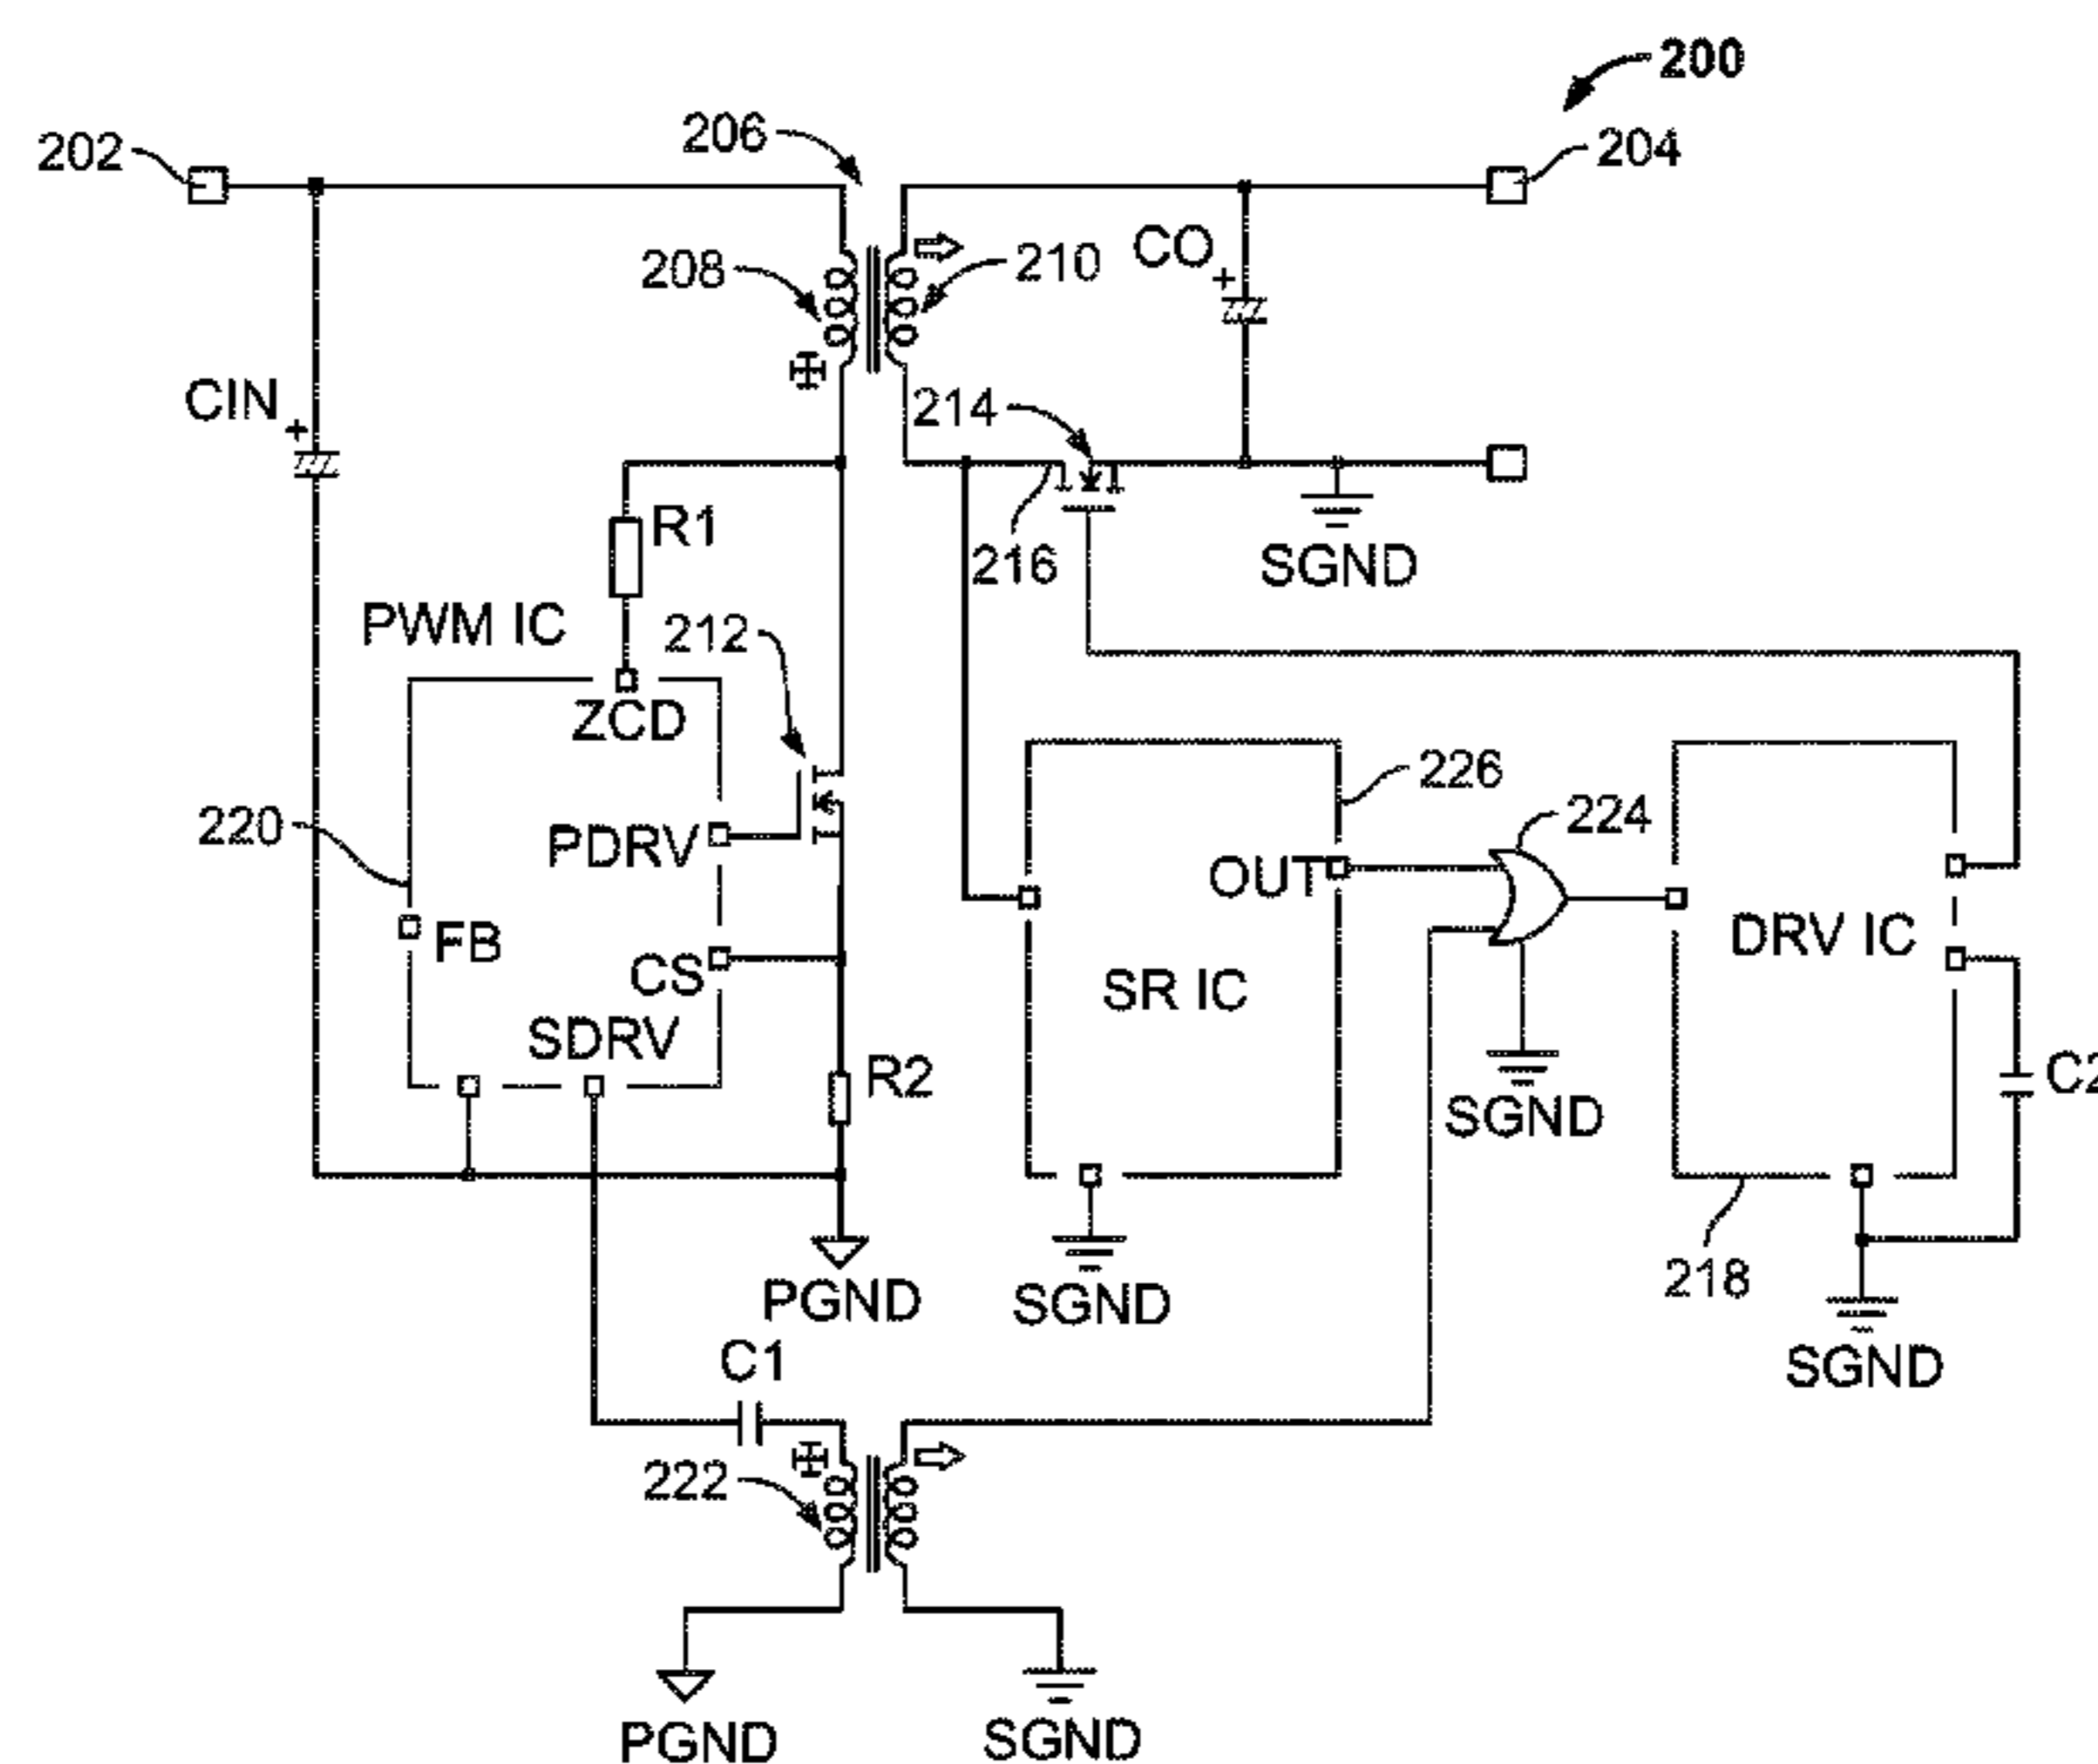 200
202
206
204
208
210
CO
+
CIN
+
214
R1
216
SGND
PWM IC
212
ZCD
226
220
PDRV
224
OUT
FB
CS
SR IC
DRV IC
SDRV
R2
C2
SGND
PGND
SGND
218
SGND
C1
222
PGND
SGND